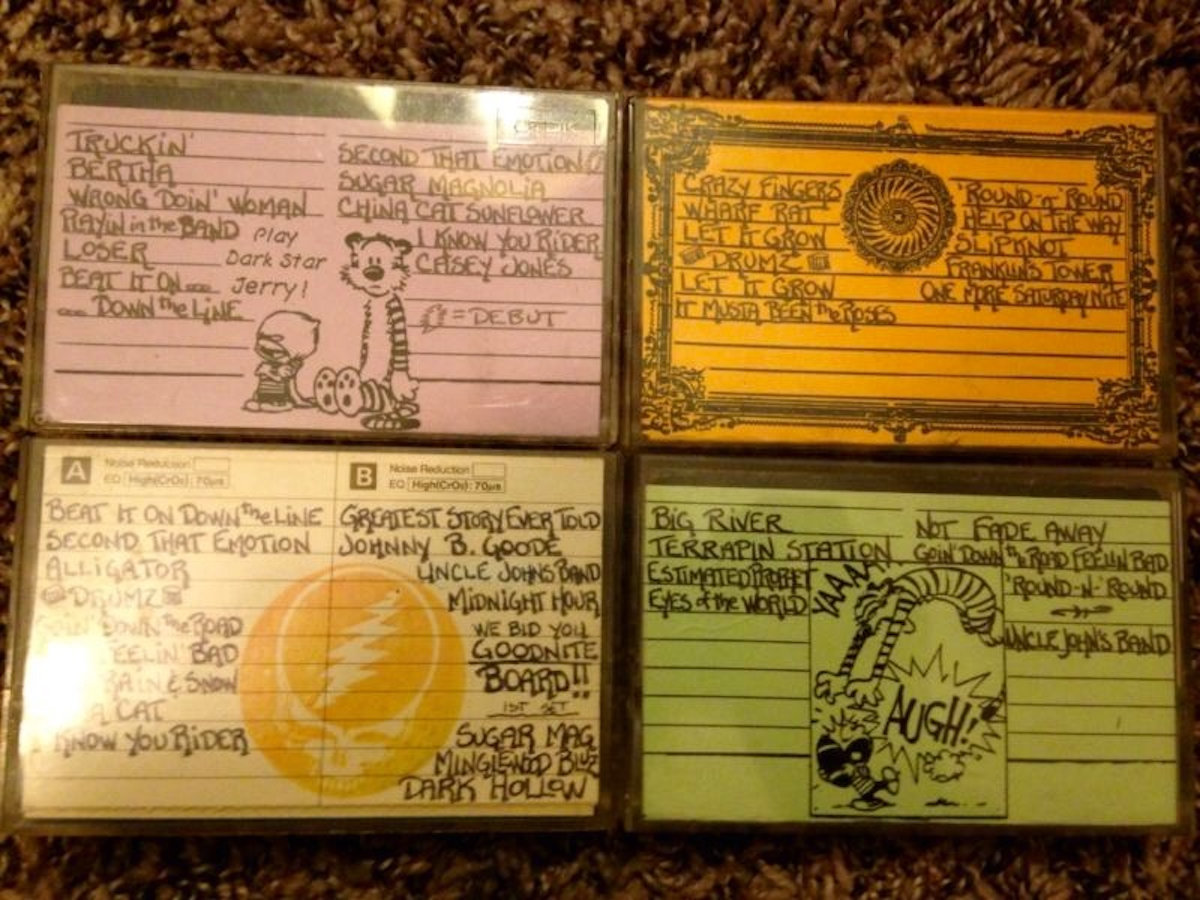 TRUCKIN'
BERTHA
WRONG DOIN' WOMAN
PLAYIN in the BAND
LOSER
BEAT IT ON ...
... DOWN the LINE
Play
Dark Star
Jerry!
SECOND THAT EMOTION
SUGAR MAGNOLIA
CHINA CAT SUNFLOWER
I KNOW YOU RIDER
CASEY JONES
= DEBUT
CRAZY FINGERS
WHARF RAT
LET IT GROW
DRUMZ
LET IT GROW
IT MUSTA BEEN the ROSES
'ROUND 'n' ROUND
HELP ON THE WAY
SLIPKNOT
FRANKLIN'S TOWER
ONE MORE SATURDAY NITE
A Noise Reduction
EQ High(CrO2) : 70µs
BEAT IT ON DOWN the LINE
SECOND THAT EMOTION
ALLIGATOR
DRUMZ
DOWN the ROAD
FEELIN' BAD
RAIN & SNOW
CAT
KNOW YOU RIDER
B Noise Reduction
EQ High(CrO2) : 70µs
GREATEST STORY EVER TOLD
JOHNNY B. GOODE
UNCLE JOHNS BAND
MIDNIGHT HOUR
WE BID YOU
GOODNITE
BOARD!!
1ST SET
SUGAR MAG
MINGLEWOOD BLUZ
DARK HOLLOW
BIG RIVER
TERRAPIN STATION
ESTIMATED PROPHET
EYES of the WORLD
YAAAA
AUGH!
NOT FADE AWAY
GOIN' DOWN the ROAD FEELIN BAD
'ROUND -N- ROUND
UNCLE JOHN'S BAND